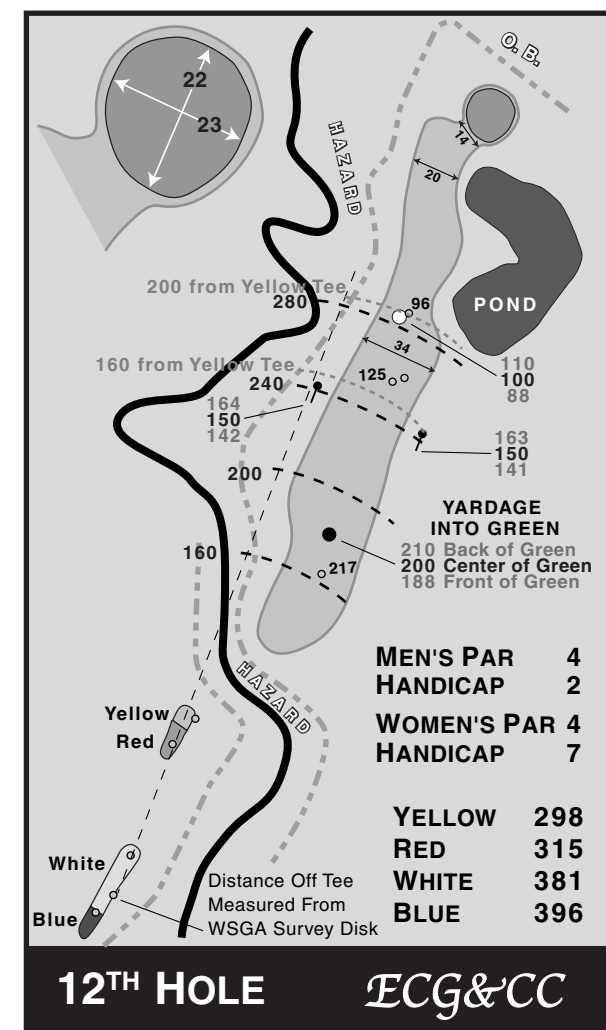 22
23
O. B.
HAZARD
14
20
200 from Yellow Tee
280
96
POND
34
110
100
88
160 from Yellow Tee
240
125
164
150
142
163
150
141
200
YARDAGE
INTO GREEN
210 Back of Green
200 Center of Green
188 Front of Green
160
217
HAZARD
MEN'S PAR 4
HANDICAP 2
WOMEN'S PAR 4
HANDICAP 7
Yellow
Red
YELLOW 298
RED 315
WHITE 381
BLUE 396
White
Blue
Distance Off Tee
Measured From
WSGA Survey Disk
12TH HOLE
ECG&CC